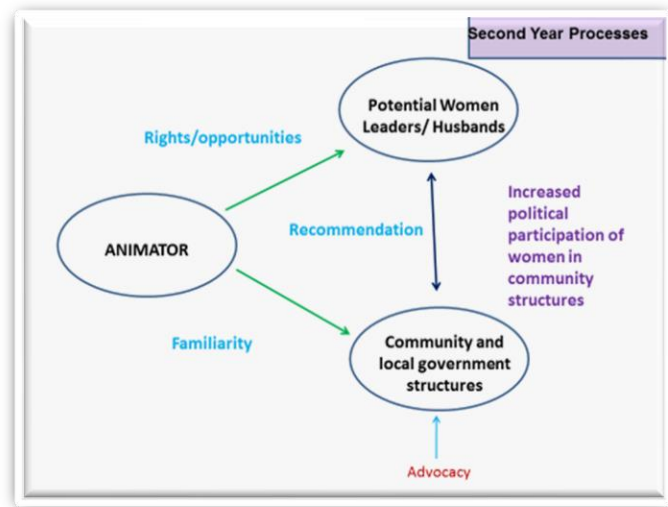 Second Year Processes
Potential Women
Leaders/ Husbands
Rights/opportunities
Increased
political
participation of
women in
community
structures
Recommendation
ANIMATOR
Familiarity
Community and
local government
structures
Advocacy